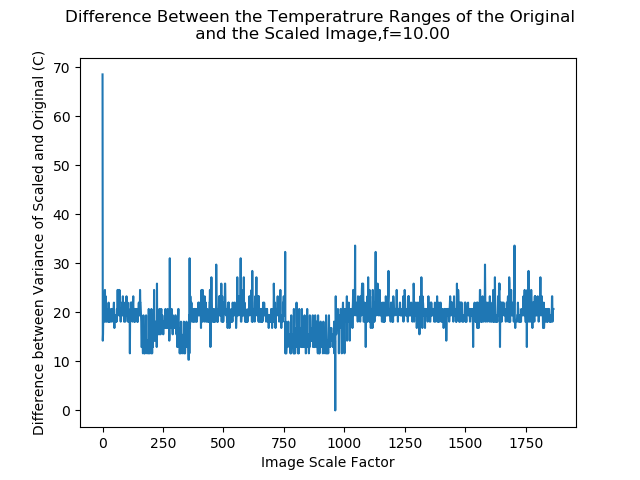 Difference Between the Temperatrure Ranges of the Original
and the Scaled Image,f=10.00
Difference between Variance of Scaled and Original (C)
70
60
50
40
30
20
10
0
0 250 500 750 1000 1250 1500 1750
Image Scale Factor